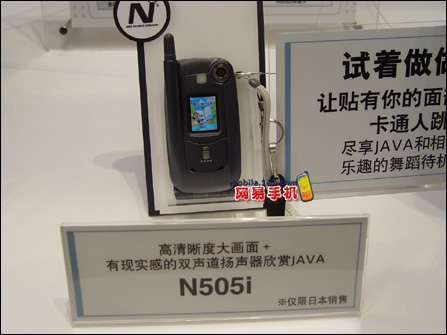 N
试着做做
让贴有你的面
卡通人跳
尽享JAVA和相
乐趣的舞蹈待机
网易手机
高清晰度大画面+
有现实感的双声道扬声器欣赏JAVA
N505i
※仅限日本销售